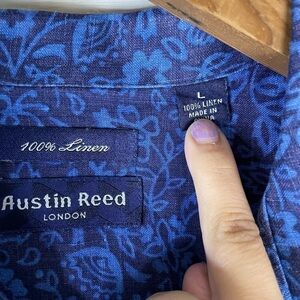 L
100% LINEN
MADE IN
100% Linen
Austin Reed
LONDON